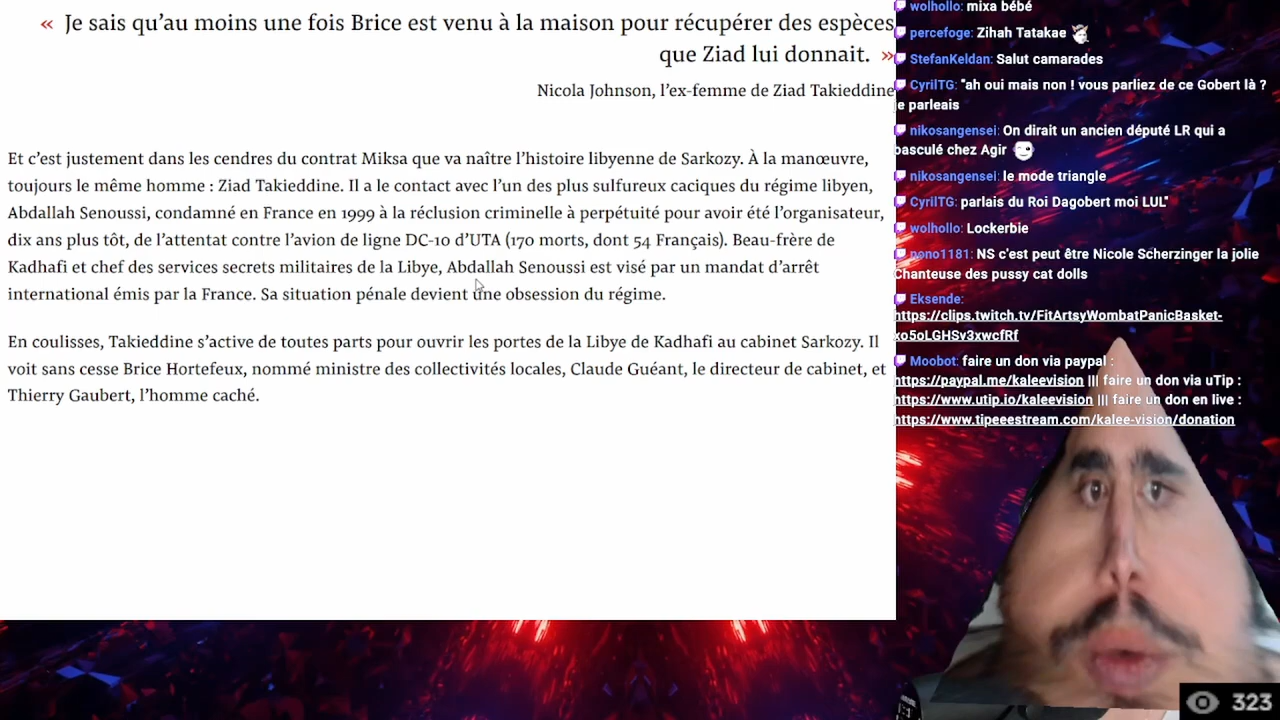 « Je sais qu’au moins une fois Brice est venu à la maison pour récupérer des espèces
que Ziad lui donnait. »
Nicola Johnson, l’ex-femme de Ziad Takieddine
Et c’est justement dans les cendres du contrat Miksa que va naître l’histoire libyenne de Sarkozy. À la manœuvre,
toujours le même homme : Ziad Takieddine. Il a le contact avec l’un des plus sulfureux caciques du régime libyen,
Abdallah Senoussi, condamné en France en 1999 à la réclusion criminelle à perpétuité pour avoir été l’organisateur,
dix ans plus tôt, de l’attentat contre l’avion de ligne DC-10 d’UTA (170 morts, dont 54 Français). Beau-frère de
Kadhafi et chef des services secrets militaires de la Libye, Abdallah Senoussi est visé par un mandat d’arrêt
international émis par la France. Sa situation pénale devient une obsession du régime.
En coulisses, Takieddine s’active de toutes parts pour ouvrir les portes de la Libye de Kadhafi au cabinet Sarkozy. Il
voit sans cesse Brice Hortefeux, nommé ministre des collectivités locales, Claude Guéant, le directeur de cabinet, et
Thierry Gaubert, l’homme caché.
wolhollo: mixa bébé
percefoge: Zihah Tatakae
StefanKeldan: Salut camarades
CyrilTG: "ah oui mais non ! vous parliez de ce Gobert là ?
je parleais
nikosangensei: On dirait un ancien député LR qui a
basculé chez Agir
nikosangensei: le mode triangle
CyrilTG: parlais du Roi Dagobert moi LUL"
wolhollo: Lockerbie
nono1181: NS c'est peut être Nicole Scherzinger la jolie
Chanteuse des pussy cat dolls
Eksende:
https://clips.twitch.tv/FitArtsyWombatPanicBasket-
xo5oLGHSv3xwcfRf
Moobot: faire un don via paypal :
https://paypal.me/kaleevision ||| faire un don via uTip :
https://www.utip.io/kaleevision ||| faire un don en live :
https://www.tipeeestream.com/kalee-vision/donation
323